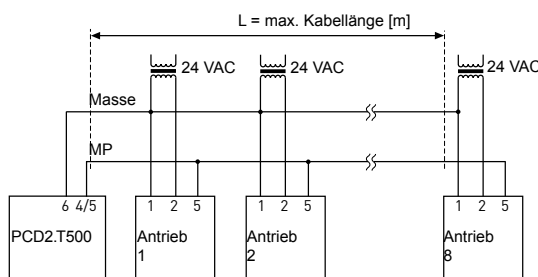 L = max. Kabellänge [m]
24 VAC 24 VAC 24 VAC
Masse
MP
6 4/5 1 2 5 1 2 5 1 2 5
PCD2.T500 Antrieb 1 Antrieb 2 Antrieb 8